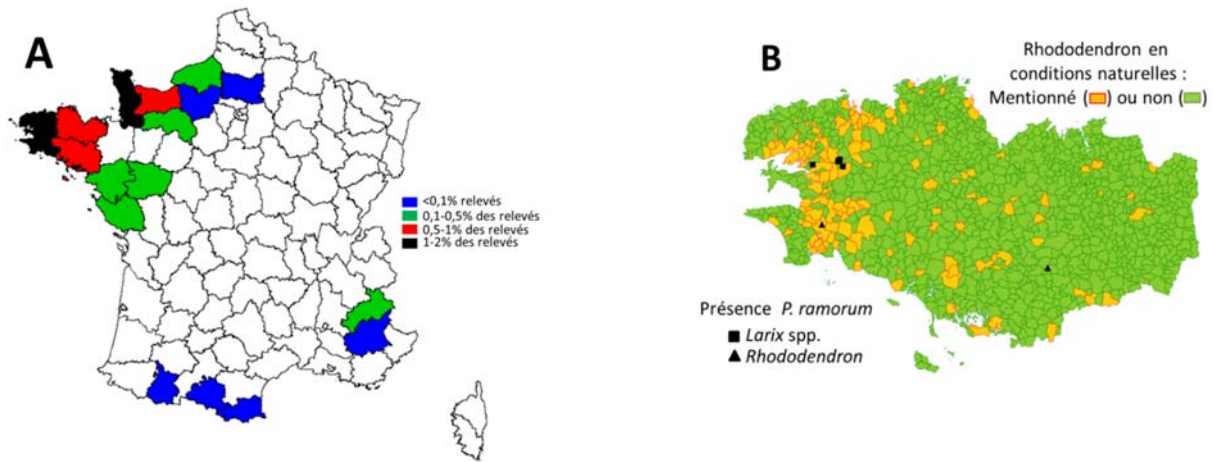 A
<0,1% relevés
0,1-0,5% des relevés
0,5-1% des relevés
1-2% des relevés
B
Rhododendron en
conditions naturelles :
Mentionné ( ) ou non ( )
Présence P. ramorum
Larix spp.
Rhododendron